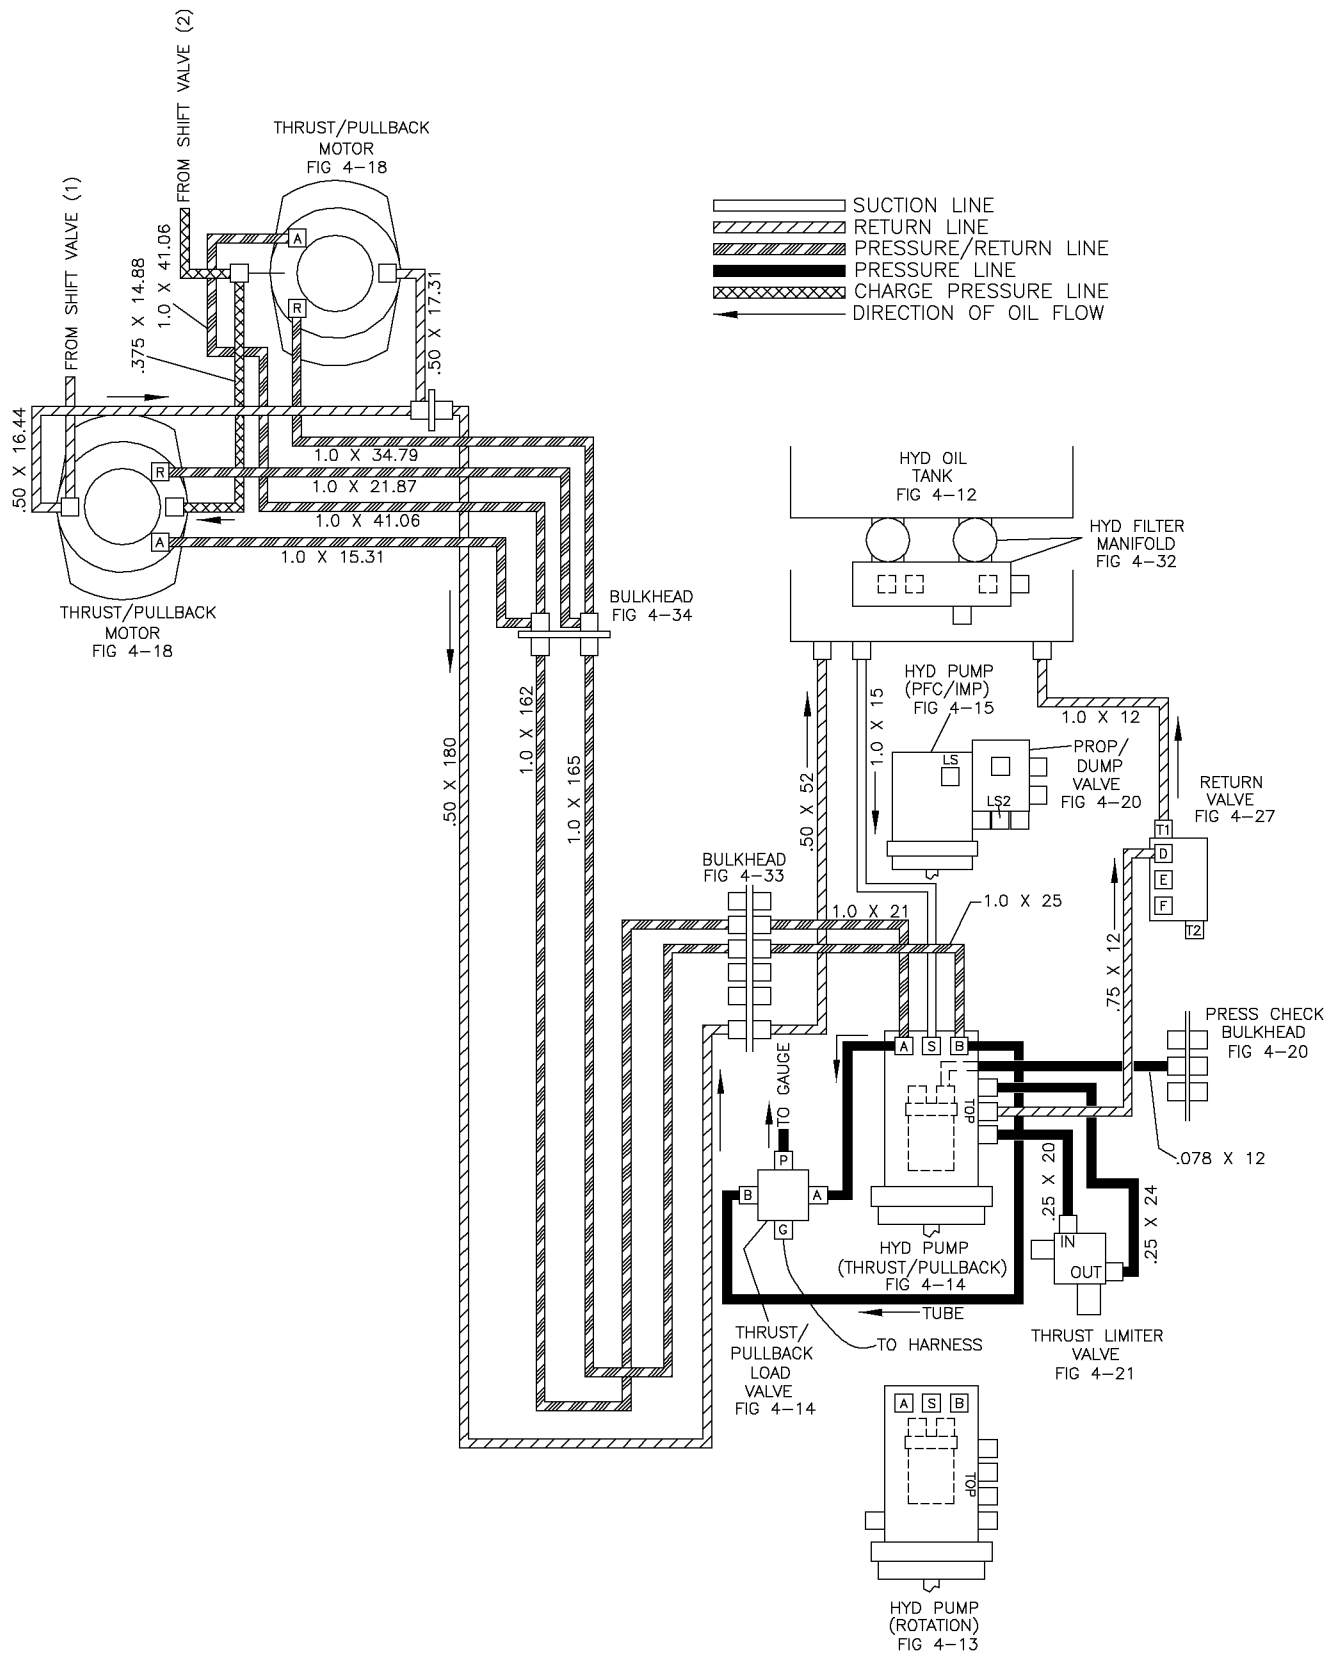 FROM SHIFT VALVE (2)
THRUST/PULLBACK
MOTOR
FIG 4-18
FROM SHIFT VALVE (1)
.375 X 14.88
1.0 X 41.06
A
R
.50 X 17.31
SUCTION LINE
RETURN LINE
PRESSURE/RETURN LINE
PRESSURE LINE
CHARGE PRESSURE LINE
DIRECTION OF OIL FLOW
.50 X 16.44
R
A
1.0 X 34.79
1.0 X 21.87
1.0 X 41.06
1.0 X 15.31
THRUST/PULLBACK
MOTOR
FIG 4-18
BULKHEAD
FIG 4-34
HYD OIL
TANK
FIG 4-12
HYD FILTER
MANIFOLD
FIG 4-32
.50 X 180
1.0 X 162
1.0 X 165
.50 X 52
1.0 X 15
HYD PUMP
(PFC/IMP)
FIG 4-15
LS
LS2
PROP/
DUMP
VALVE
FIG 4-20
1.0 X 12
RETURN
VALVE
FIG 4-27
T1
D
E
F
T2
BULKHEAD
FIG 4-33
1.0 X 21
1.0 X 25
.75 X 12
PRESS CHECK
BULKHEAD
FIG 4-20
A
S
B
TOP
TO GAUGE
P
B
A
G
.078 X 12
.25 X 20
.25 X 24
IN
OUT
HYD PUMP
(THRUST/PULLBACK)
FIG 4-14
TUBE
THRUST/
PULLBACK
LOAD
VALVE
FIG 4-14
TO HARNESS
THRUST LIMITER
VALVE
FIG 4-21
A
S
B
TOP
HYD PUMP
(ROTATION)
FIG 4-13